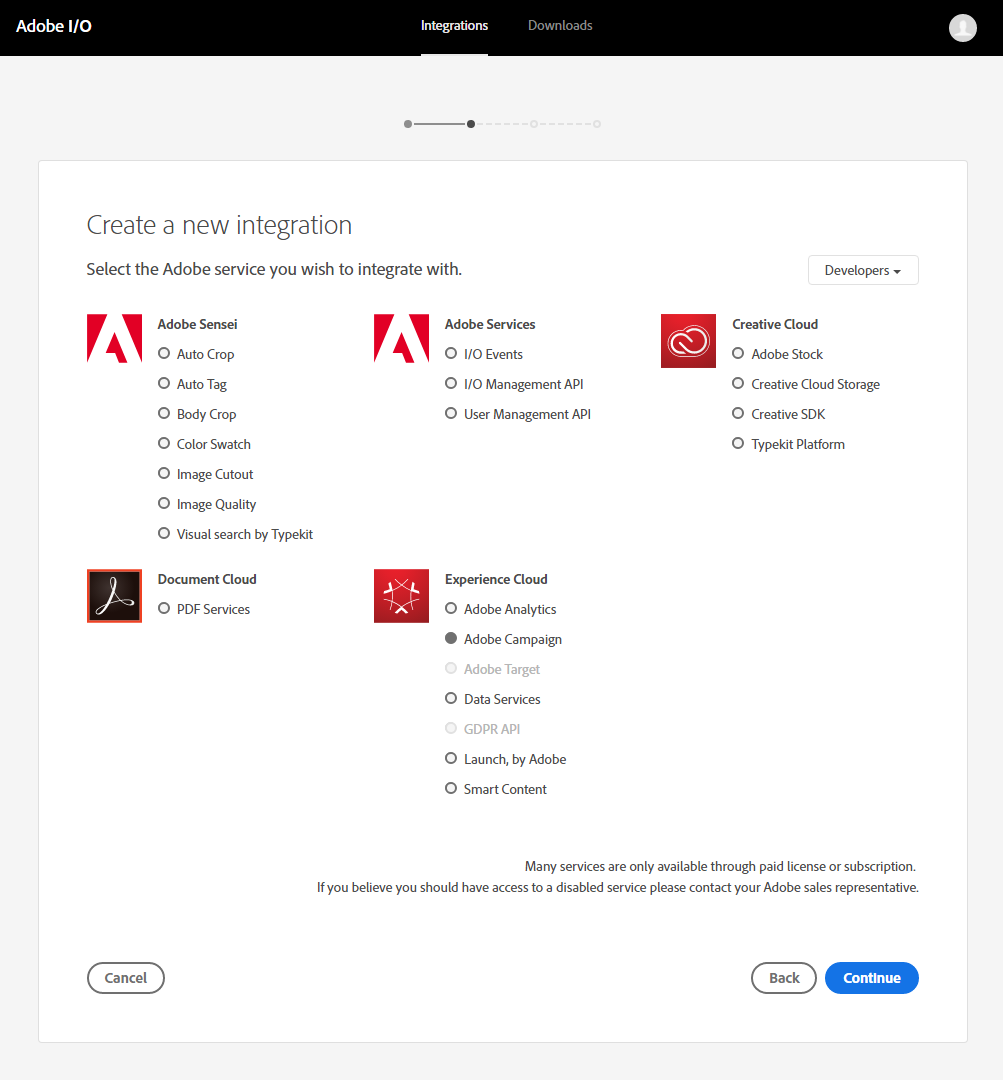 Adobe I/O
Integrations
Downloads
Create a new integration
Select the Adobe service you wish to integrate with.
Developers
Adobe Sensei
Auto Crop
Auto Tag
Body Crop
Color Swatch
Image Cutout
Image Quality
Visual search by Typekit
Adobe Services
I/O Events
I/O Management API
User Management API
Creative Cloud
Adobe Stock
Creative Cloud Storage
Creative SDK
Typekit Platform
Document Cloud
PDF Services
Experience Cloud
Adobe Analytics
Adobe Campaign
Adobe Target
Data Services
GDPR API
Launch, by Adobe
Smart Content
Many services are only available through paid license or subscription.
If you believe you should have access to a disabled service please contact your Adobe sales representative.
Cancel
Back
Continue